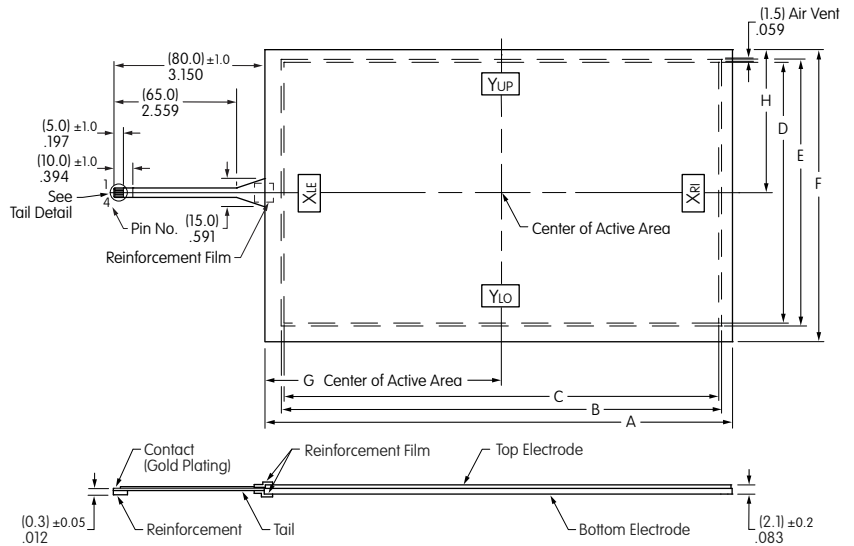 (1.5) Air Vent
.059
(80.0) ±1.0
3.150
(65.0)
2.559
(5.0) ±1.0
.197
(10.0) ±1.0
.394
See
Tail Detail
1
4
Pin No.
(15.0)
.591
Reinforcement Film
YUP
XLE
XRI
YLO
Center of Active Area
H
D
E
F
G Center of Active Area
C
B
A
Contact
(Gold Plating)
Reinforcement Film
Top Electrode
(0.3) ±0.05
.012
Reinforcement
Tail
Bottom Electrode
(2.1) ±0.2
.083